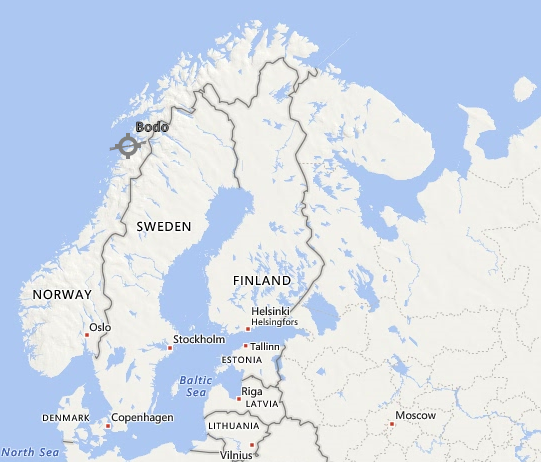 Bodo
SWEDEN
FINLAND
NORWAY
Helsinki
Helsingfors
Oslo
Stockholm
Tallinn
ESTONIA
Baltic
Sea
Riga
LATVIA
DENMARK
Copenhagen
Moscow
LITHUANIA
North Sea
Vilnius